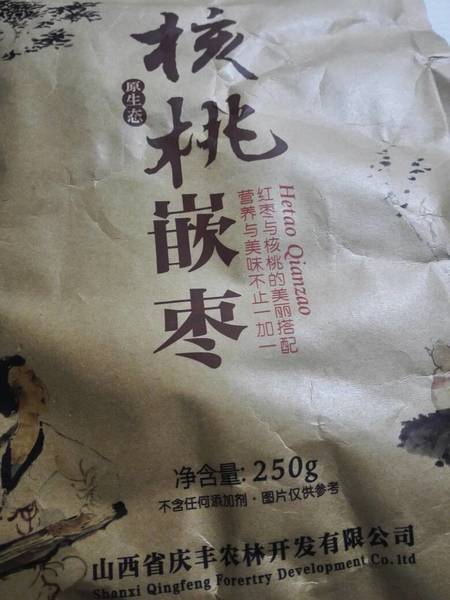 核桃嵌枣
原生态
Hetao Qianzao
红枣与核桃的美丽搭配
营养与美味不止一加一
净含量: 250g
不含任何添加剂·图片仅供参考
山西省庆丰农林开发有限公司
Shanxi Qingfeng Forertry Development Co. ltd